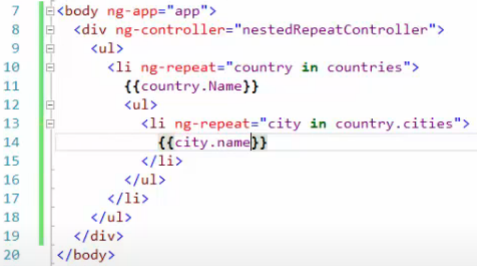 7 <body ng-app="app">
8 <div ng-controller="nestedRepeatController">
9 <ul>
10 <li ng-repeat="country in countries">
11 {{country.Name}}
12 <ul>
13 <li ng-repeat="city in country.cities">
14 {{city.name}}
15 </li>
16 </ul>
17 </li>
18 </ul>
19 </div>
20 </body>